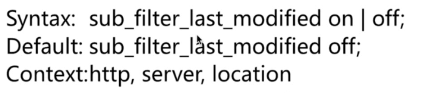 Syntax: sub_filter_last_modified on | off;
Default: sub_filter_last_modified off;
Context:http, server, location